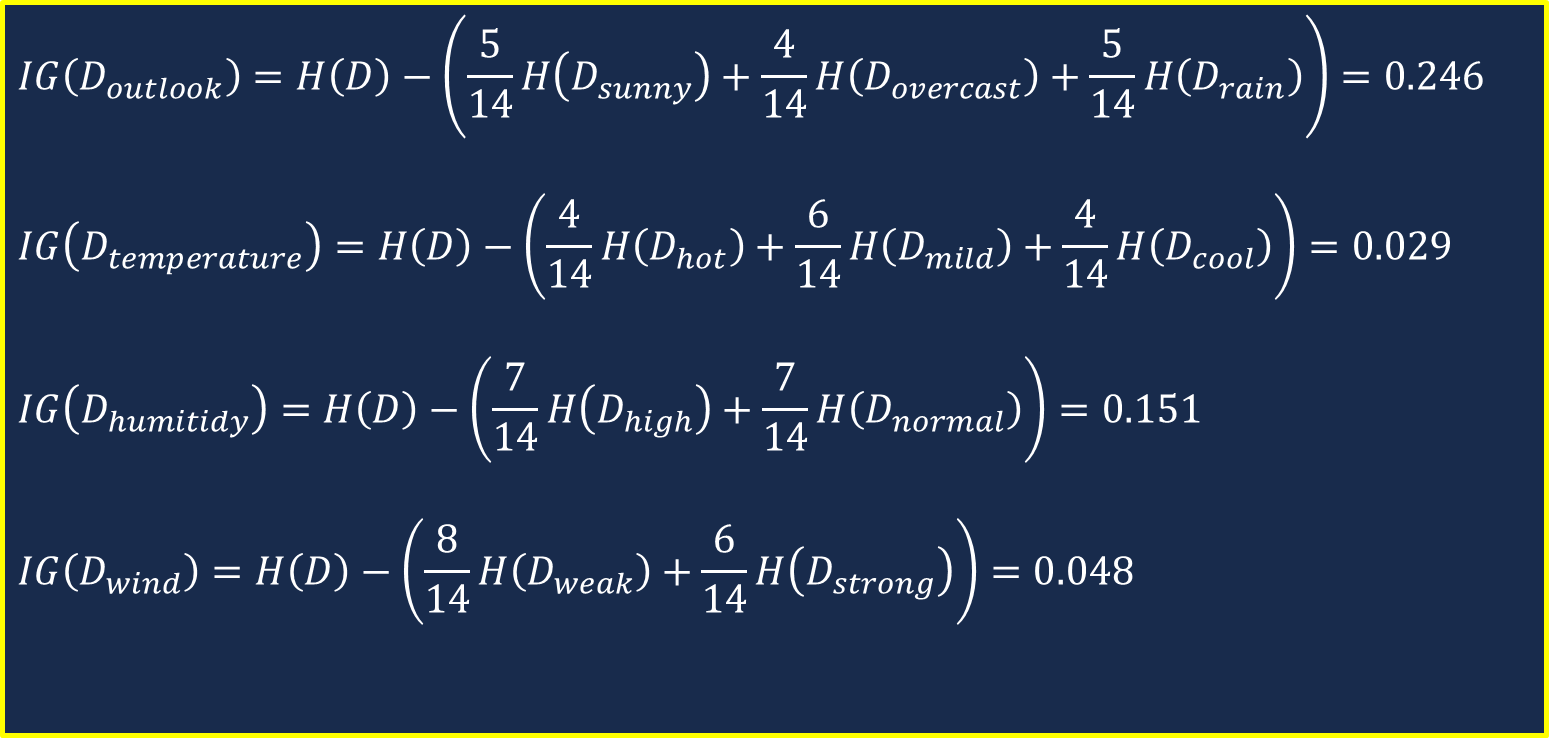 IG(D_outlook) = H(D) − (5/14 H(D_sunny) + 4/14 H(D_overcast) + 5/14 H(D_rain)) = 0.246
IG(D_temperature) = H(D) − (4/14 H(D_hot) + 6/14 H(D_mild) + 4/14 H(D_cool)) = 0.029
IG(D_humitidy) = H(D) − (7/14 H(D_high) + 7/14 H(D_normal)) = 0.151
IG(D_wind) = H(D) − (8/14 H(D_weak) + 6/14 H(D_strong)) = 0.048